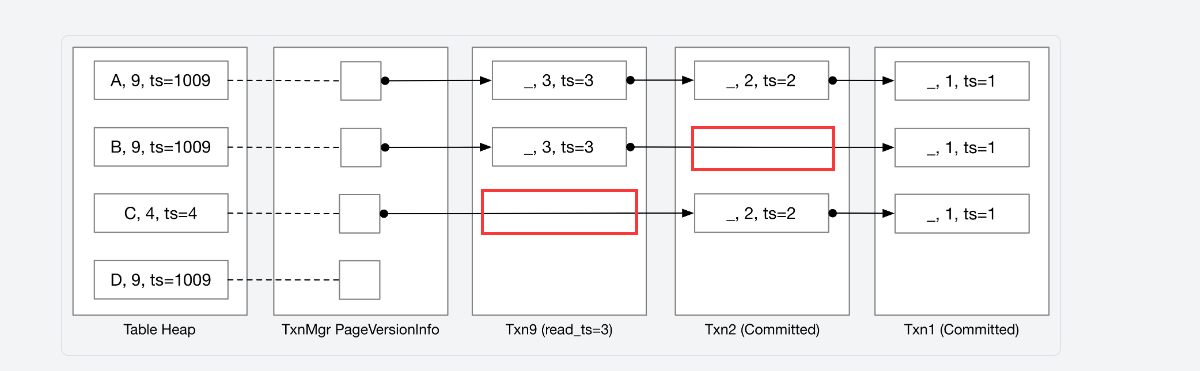 A, 9, ts=1009
_, 3, ts=3
_, 2, ts=2
_, 1, ts=1
B, 9, ts=1009
_, 3, ts=3
_, 1, ts=1
C, 4, ts=4
_, 2, ts=2
_, 1, ts=1
D, 9, ts=1009
Table Heap
TxnMgr PageVersionInfo
Txn9 (read_ts=3)
Txn2 (Committed)
Txn1 (Committed)